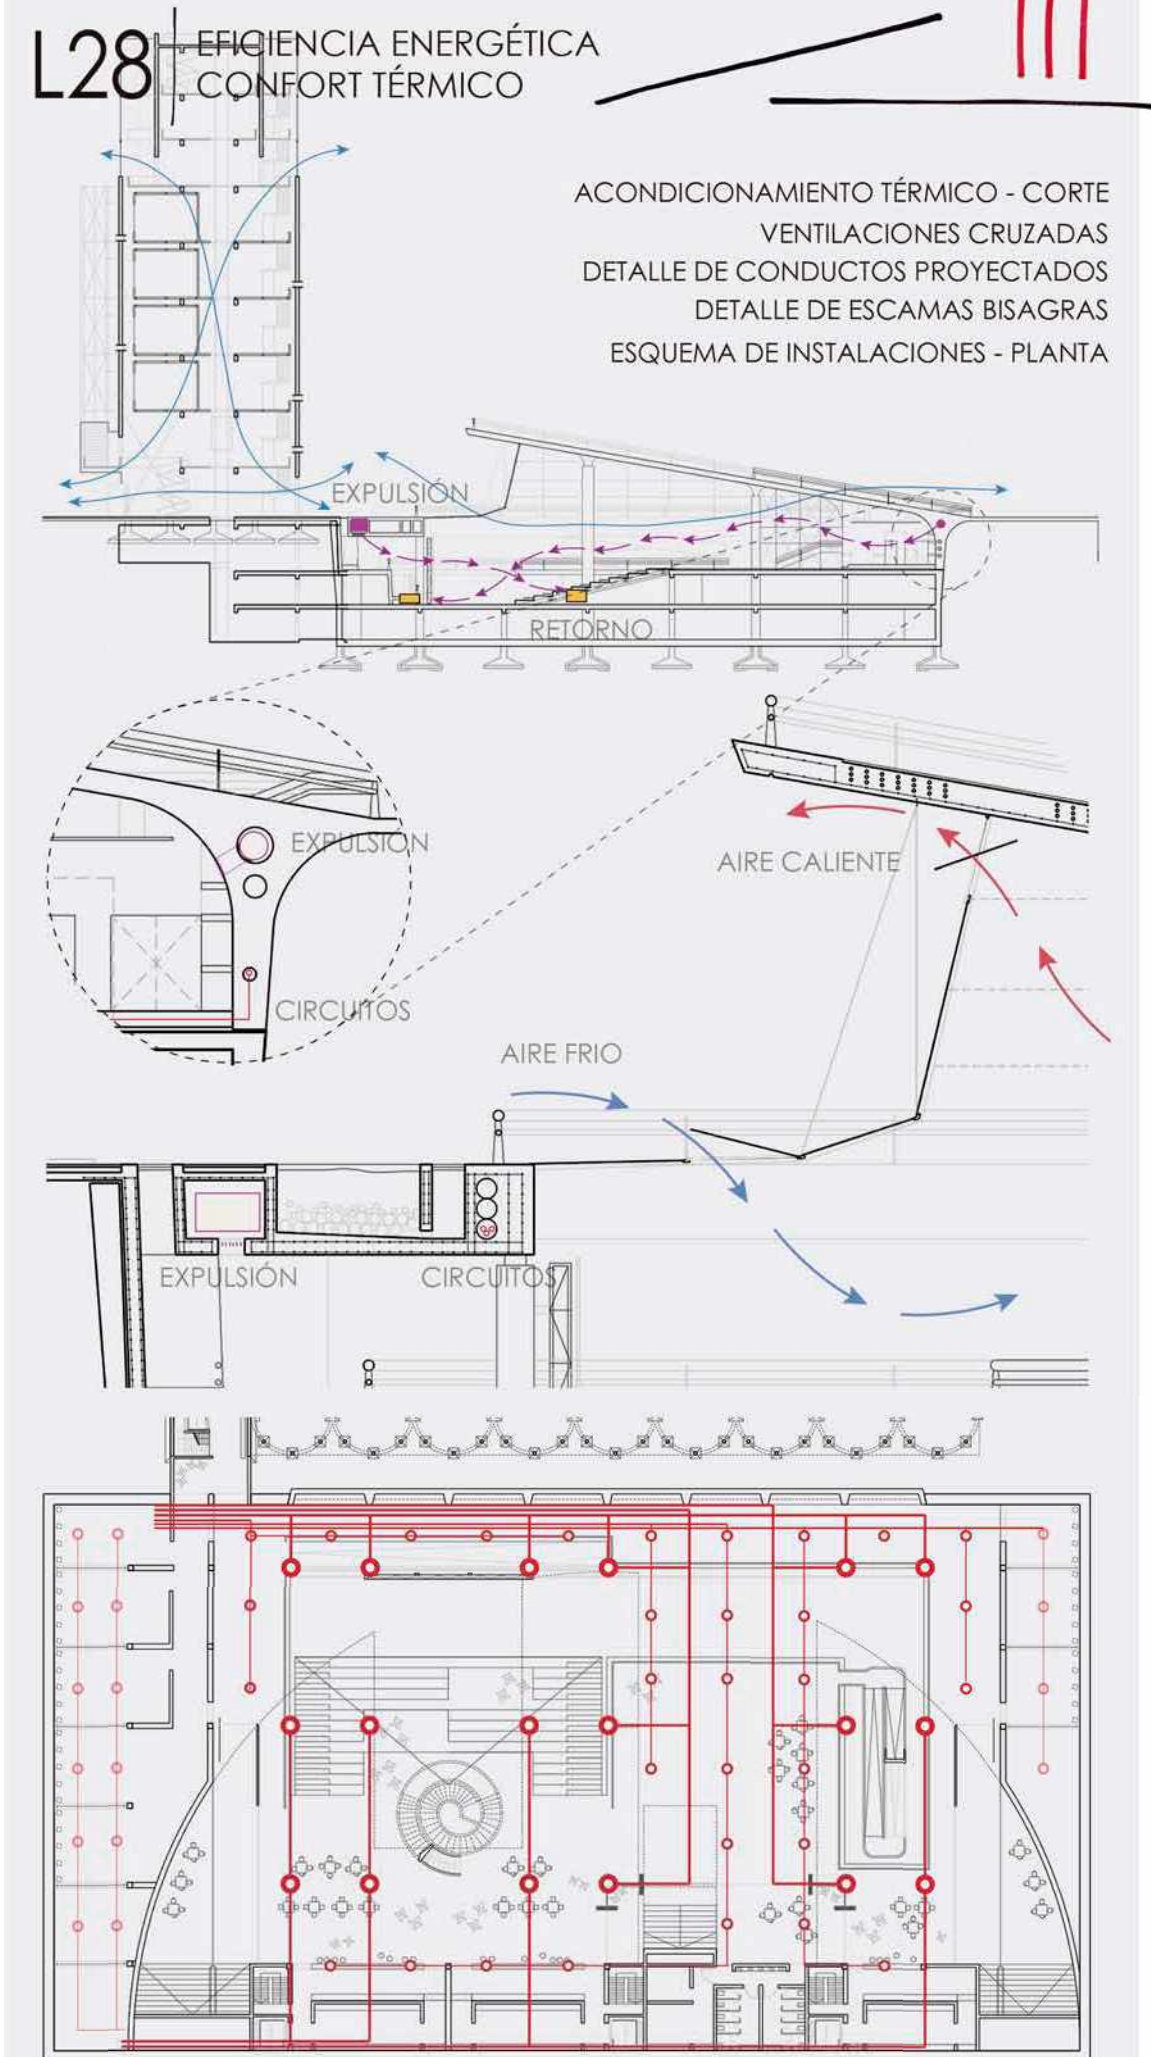 L28
EFICIENCIA ENERGÉTICA
CONFORT TÉRMICO
ACONDICIONAMIENTO TÉRMICO - CORTE
VENTILACIONES CRUZADAS
DETALLE DE CONDUCTOS PROYECTADOS
DETALLE DE ESCAMAS BISAGRAS
ESQUEMA DE INSTALACIONES - PLANTA
EXPULSIÓN
RETORNO
EXPULSIÓN
AIRE CALIENTE
CIRCUITOS
AIRE FRIO
EXPULSIÓN
CIRCUITOS